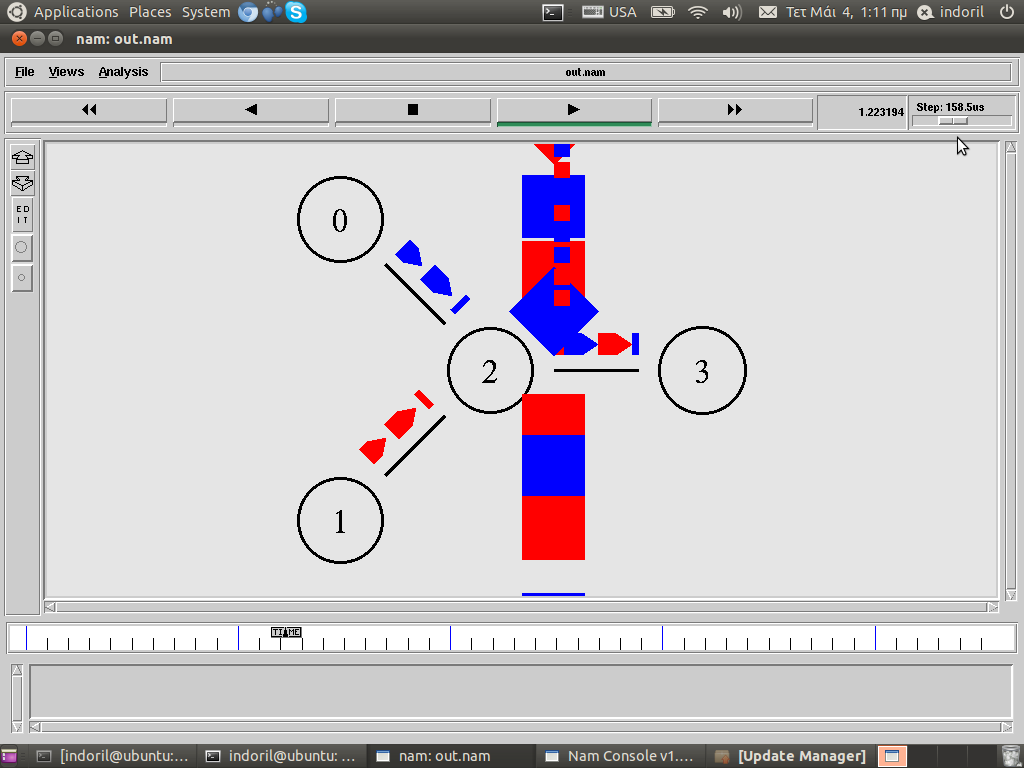 Applications Places System USA Τετ Μάι 4, 1:11 πμ indoril
nam: out.nam
File Views Analysis out.nam
1.223194 Step: 158.5us
E D
I T
0
2
3
1
TIME
[indoril@ubuntu:... indoril@ubuntu: ... nam: out.nam Nam Console v1.... [Update Manager]